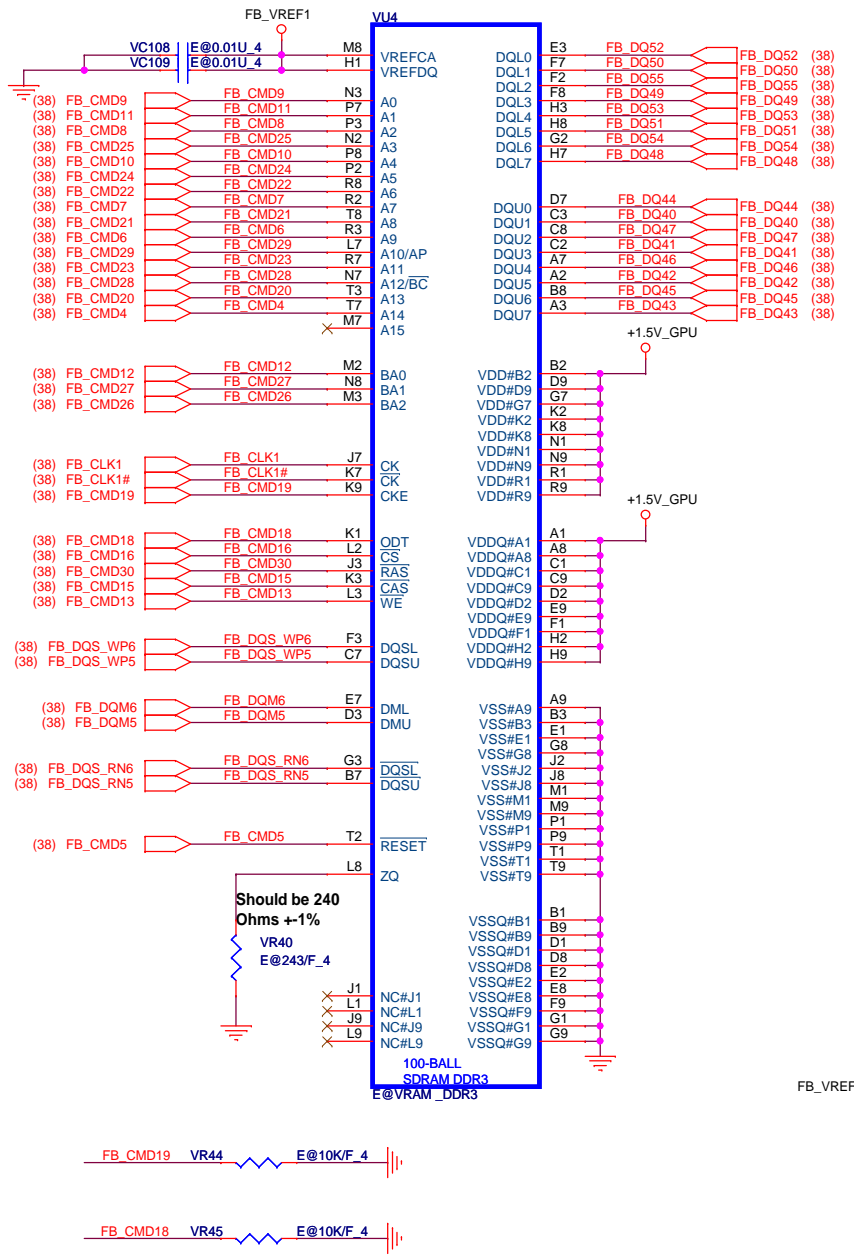 FB_VREF1
VU4
VC108 E@0.01U_4 M8 VREFCA
VC109 E@0.01U_4 H1 VREFDQ
(38) FB_CMD9 FB_CMD9 N3 A0
(38) FB_CMD11 FB_CMD11 P7 A1
(38) FB_CMD8 FB_CMD8 P3 A2
(38) FB_CMD25 FB_CMD25 N2 A3
(38) FB_CMD10 FB_CMD10 P8 A4
(38) FB_CMD24 FB_CMD24 P2 A5
(38) FB_CMD22 FB_CMD22 R8 A6
(38) FB_CMD7 FB_CMD7 R2 A7
(38) FB_CMD21 FB_CMD21 T8 A8
(38) FB_CMD6 FB_CMD6 R3 A9
(38) FB_CMD29 FB_CMD29 L7 A10/AP
(38) FB_CMD23 FB_CMD23 R7 A11
(38) FB_CMD28 FB_CMD28 N7 A12/BC
(38) FB_CMD20 FB_CMD20 T3 A13
(38) FB_CMD4 FB_CMD4 T7 A14
M7 A15
(38) FB_CMD12 FB_CMD12 M2 BA0
(38) FB_CMD27 FB_CMD27 N8 BA1
(38) FB_CMD26 FB_CMD26 M3 BA2
(38) FB_CLK1 FB_CLK1 J7 CK
(38) FB_CLK1# FB_CLK1# K7 CK
(38) FB_CMD19 FB_CMD19 K9 CKE
(38) FB_CMD18 FB_CMD18 K1 ODT
(38) FB_CMD16 FB_CMD16 L2 CS
(38) FB_CMD30 FB_CMD30 J3 RAS
(38) FB_CMD15 FB_CMD15 K3 CAS
(38) FB_CMD13 FB_CMD13 L3 WE
(38) FB_DQS_WP6 FB_DQS_WP6 F3 DQSL
(38) FB_DQS_WP5 FB_DQS_WP5 C7 DQSU
(38) FB_DQM6 FB_DQM6 E7 DML
(38) FB_DQM5 FB_DQM5 D3 DMU
(38) FB_DQS_RN6 FB_DQS_RN6 G3 DQSL
(38) FB_DQS_RN5 FB_DQS_RN5 B7 DQSU
(38) FB_CMD5 FB_CMD5 T2 RESET
L8 ZQ
Should be 240
Ohms +-1%
VR40
E@243/F_4
J1 NC#J1
L1 NC#L1
J9 NC#J9
L9 NC#L9
DQL0 E3 FB_DQ52 FB_DQ52 (38)
DQL1 F7 FB_DQ50 FB_DQ50 (38)
DQL2 F2 FB_DQ55 FB_DQ55 (38)
DQL3 F8 FB_DQ49 FB_DQ49 (38)
DQL4 H3 FB_DQ53 FB_DQ53 (38)
DQL5 H8 FB_DQ51 FB_DQ51 (38)
DQL6 G2 FB_DQ54 FB_DQ54 (38)
DQL7 H7 FB_DQ48 FB_DQ48 (38)
DQU0 D7 FB_DQ44 FB_DQ44 (38)
DQU1 C3 FB_DQ40 FB_DQ40 (38)
DQU2 C8 FB_DQ47 FB_DQ47 (38)
DQU3 C2 FB_DQ41 FB_DQ41 (38)
DQU4 A7 FB_DQ46 FB_DQ46 (38)
DQU5 A2 FB_DQ42 FB_DQ42 (38)
DQU6 B8 FB_DQ45 FB_DQ45 (38)
DQU7 A3 FB_DQ43 FB_DQ43 (38)
+1.5V_GPU
VDD#B2 B2
VDD#D9 D9
VDD#G7 G7
VDD#K2 K2
VDD#K8 K8
VDD#N1 N1
VDD#N9 N9
VDD#R1 R1
VDD#R9 R9
+1.5V_GPU
VDDQ#A1 A1
VDDQ#A8 A8
VDDQ#C1 C1
VDDQ#C9 C9
VDDQ#D2 D2
VDDQ#E9 E9
VDDQ#F1 F1
VDDQ#H2 H2
VDDQ#H9 H9
VSS#A9 A9
VSS#B3 B3
VSS#E1 E1
VSS#G8 G8
VSS#J2 J2
VSS#J8 J8
VSS#M1 M1
VSS#M9 M9
VSS#P1 P1
VSS#P9 P9
VSS#T1 T1
VSS#T9 T9
VSSQ#B1 B1
VSSQ#B9 B9
VSSQ#D1 D1
VSSQ#D8 D8
VSSQ#E2 E2
VSSQ#E8 E8
VSSQ#F9 F9
VSSQ#G1 G1
VSSQ#G9 G9
100-BALL
SDRAM DDR3
E@VRAM _DDR3
FB_VREF
FB_CMD19 VR44 E@10K/F_4
FB_CMD18 VR45 E@10K/F_4